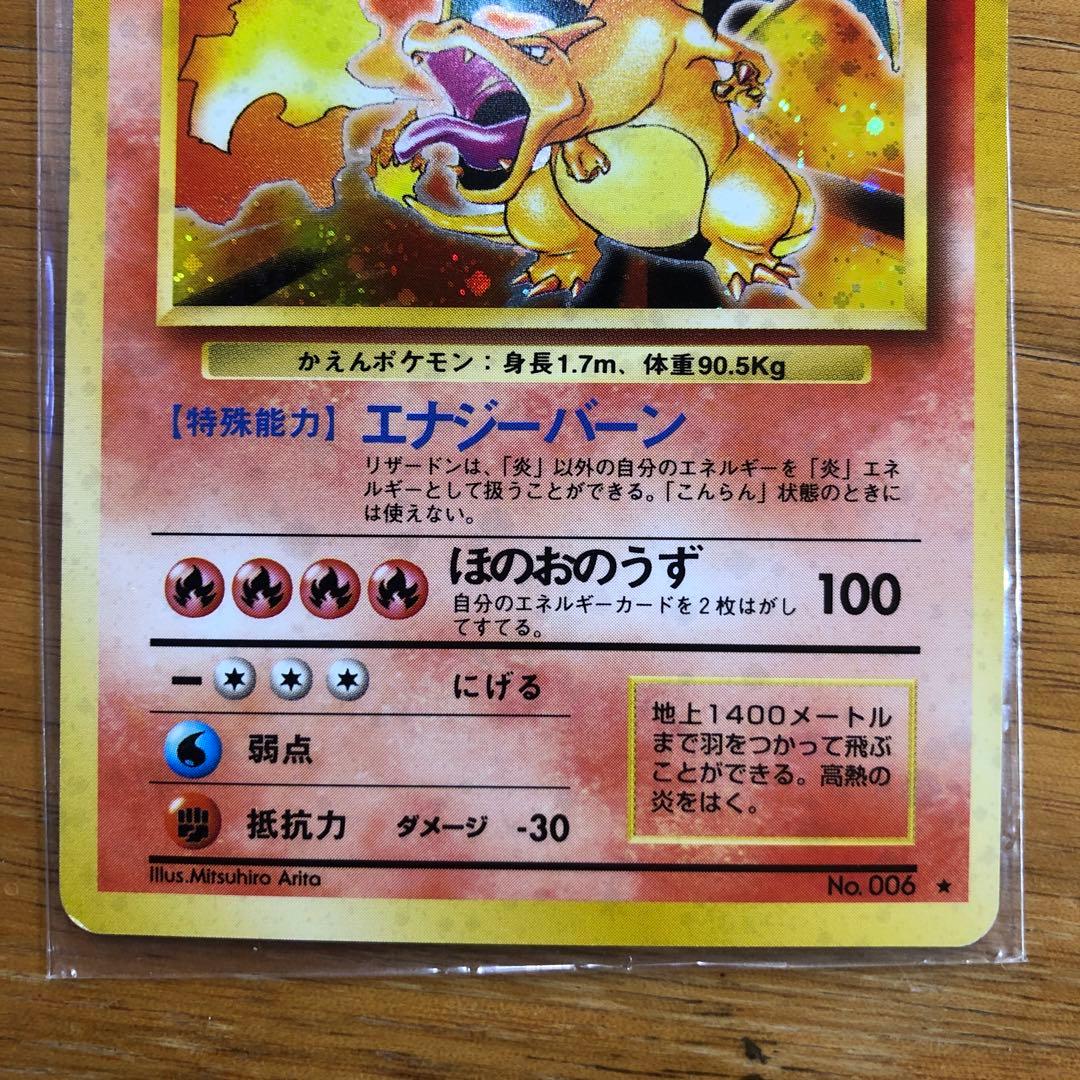 かえんポケモン：身長1.7m、体重90.5Kg
【特殊能力】 エナジーバーン
リザードンは、「炎」以外の自分のエネルギーを「炎」エネ
ルギーとして扱うことができる。「こんらん」状態のときに
は使えない。
ほのおのうず 100
自分のエネルギーカードを2枚はがし
てすてる。
にげる
弱点
抵抗力 ダメージ -30
地上1400メートル
まで羽をつかって飛ぶ
ことができる。高熱の
炎をはく。
Illus.Mitsuhiro Arita
No. 006 ★